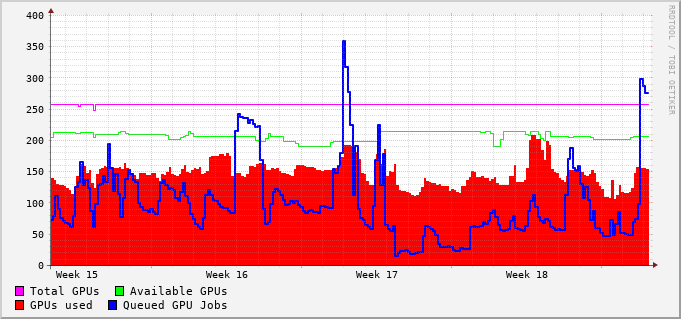 400
350
300
250
200
150
100
50
0
Week 15 Week 16 Week 17 Week 18
Total GPUs Available GPUs
GPUs used Queued GPU Jobs
RRDTOOL / TOBI OETIKER